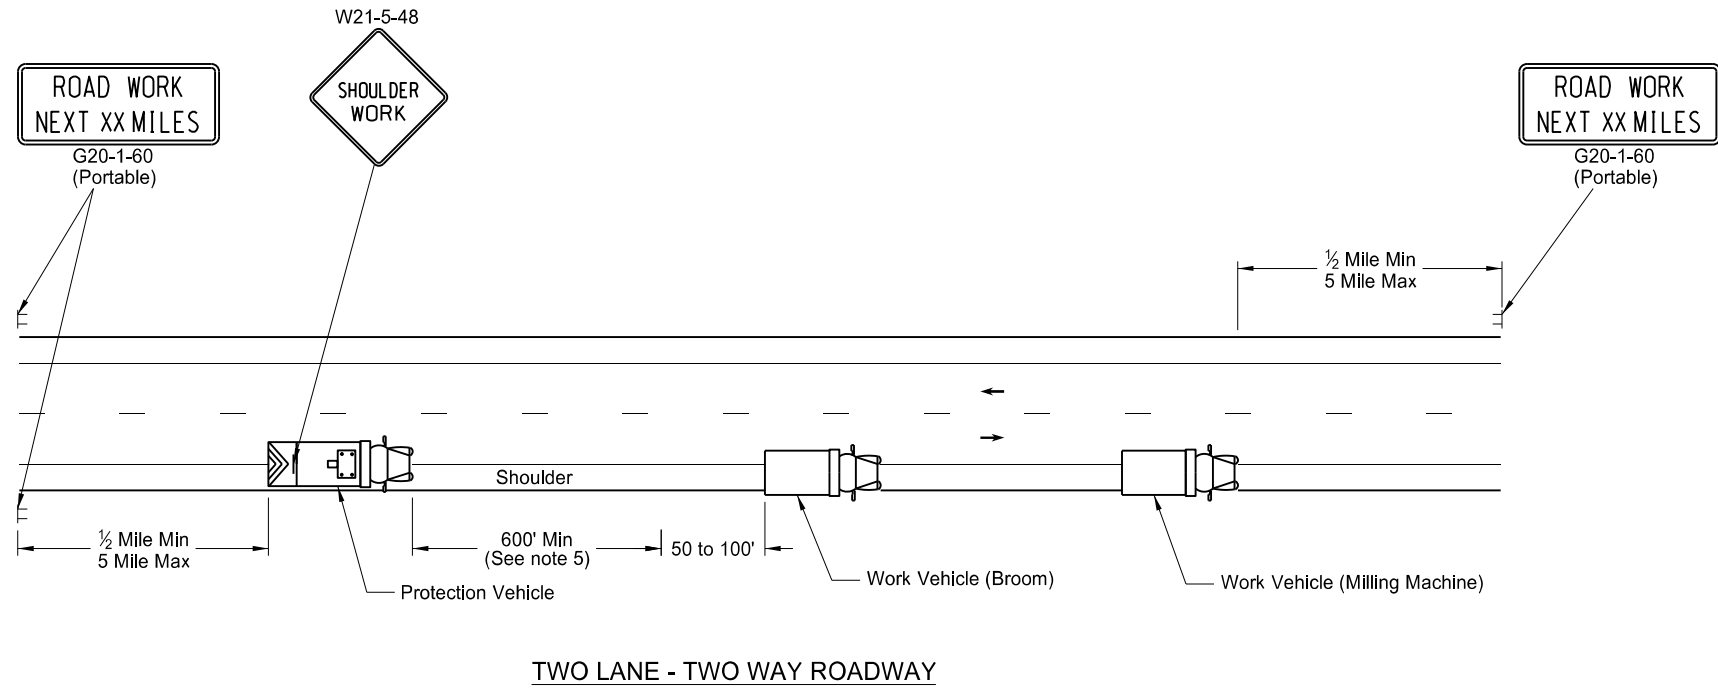 W21-5-48
ROAD WORK
NEXT XX MILES
G20-1-60
(Portable)
SHOULDER
WORK
ROAD WORK
NEXT XX MILES
G20-1-60
(Portable)
½ Mile Min
5 Mile Max
Shoulder
½ Mile Min
5 Mile Max
600' Min
(See note 5)
50 to 100'
Protection Vehicle
Work Vehicle (Broom)
Work Vehicle (Milling Machine)
TWO LANE - TWO WAY ROADWAY